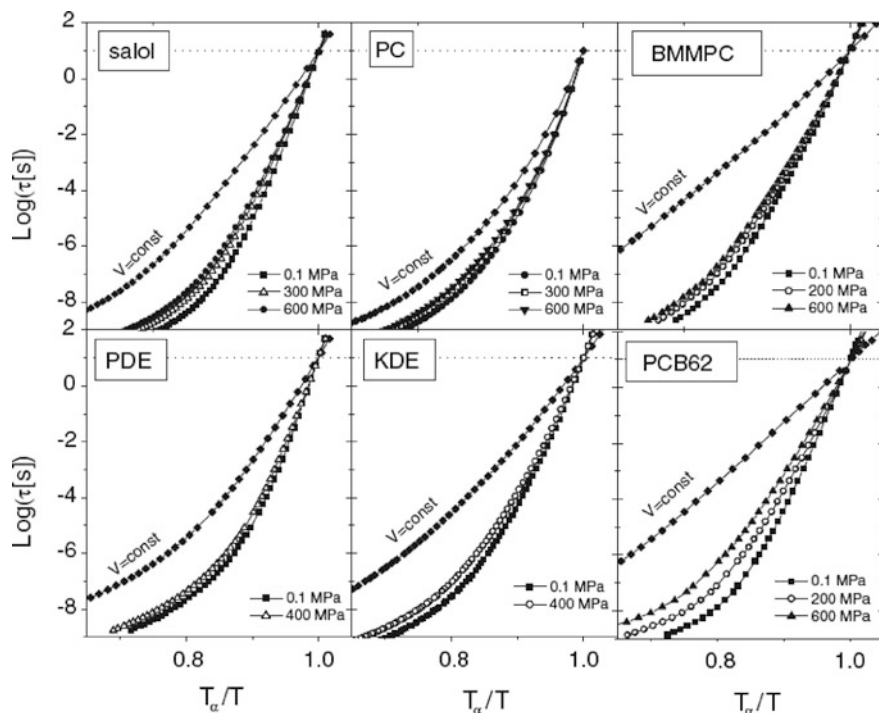 2
0
-2
-4
-6
-8
Log(τ[s])
salol
V=const
0.1 MPa
300 MPa
600 MPa
PC
V=const
0.1 MPa
300 MPa
600 MPa
BMMPC
V=const
0.1 MPa
200 MPa
600 MPa
2
0
-2
-4
-6
-8
Log(τ[s])
PDE
V=const
0.1 MPa
400 MPa
0.8 1.0
Tα/T
KDE
V=const
0.1 MPa
400 MPa
0.8 1.0
Tα/T
PCB62
V=const
0.1 MPa
200 MPa
600 MPa
0.8 1.0
Tα/T